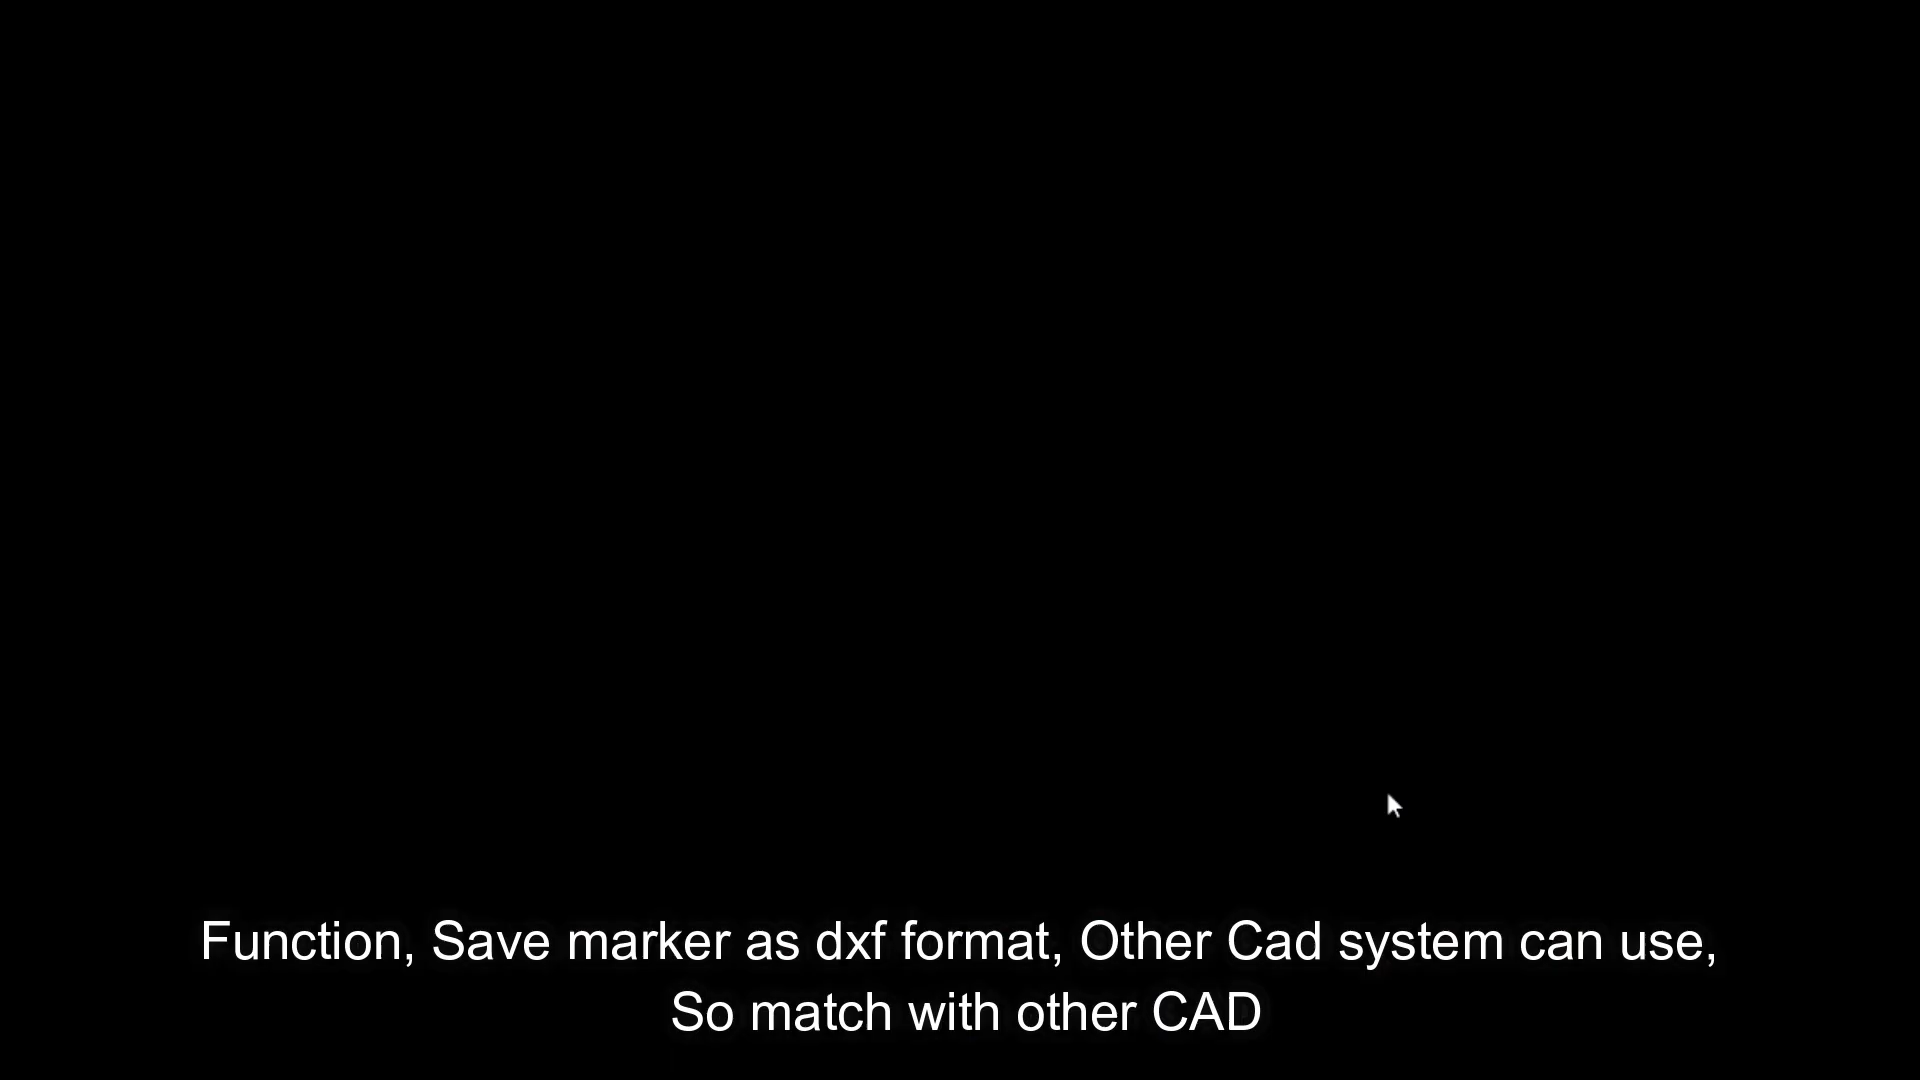 Function, Save marker as dxf format, Other Cad system can use,
So match with other CAD